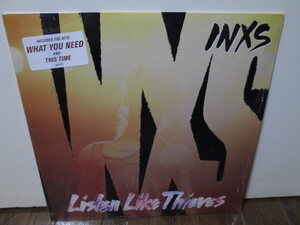 INCLUDES THE HITS
WHAT YOU NEED
AND
THIS TIME
INXS
INXS
Listen Like Thieves